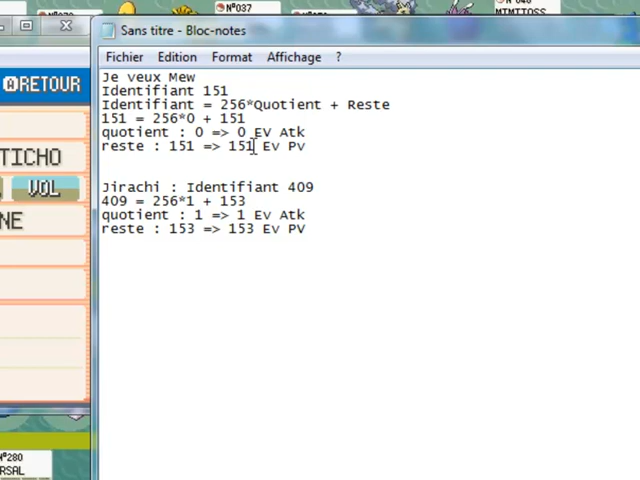 N°037
N°048
MIMITOSS
Sans titre - Bloc-notes
Fichier Edition Format Affichage ?
RETOUR
TICHO
VOL
NE
N°280
RSAL
Je veux Mew
Identifiant 151
Identifiant = 256*Quotient + Reste
151 = 256*0 + 151
quotient : 0 => 0 EV Atk
reste : 151 => 151 EV PV
Jirachi : Identifiant 409
409 = 256*1 + 153
quotient : 1 => 1 EV Atk
reste : 153 => 153 EV PV